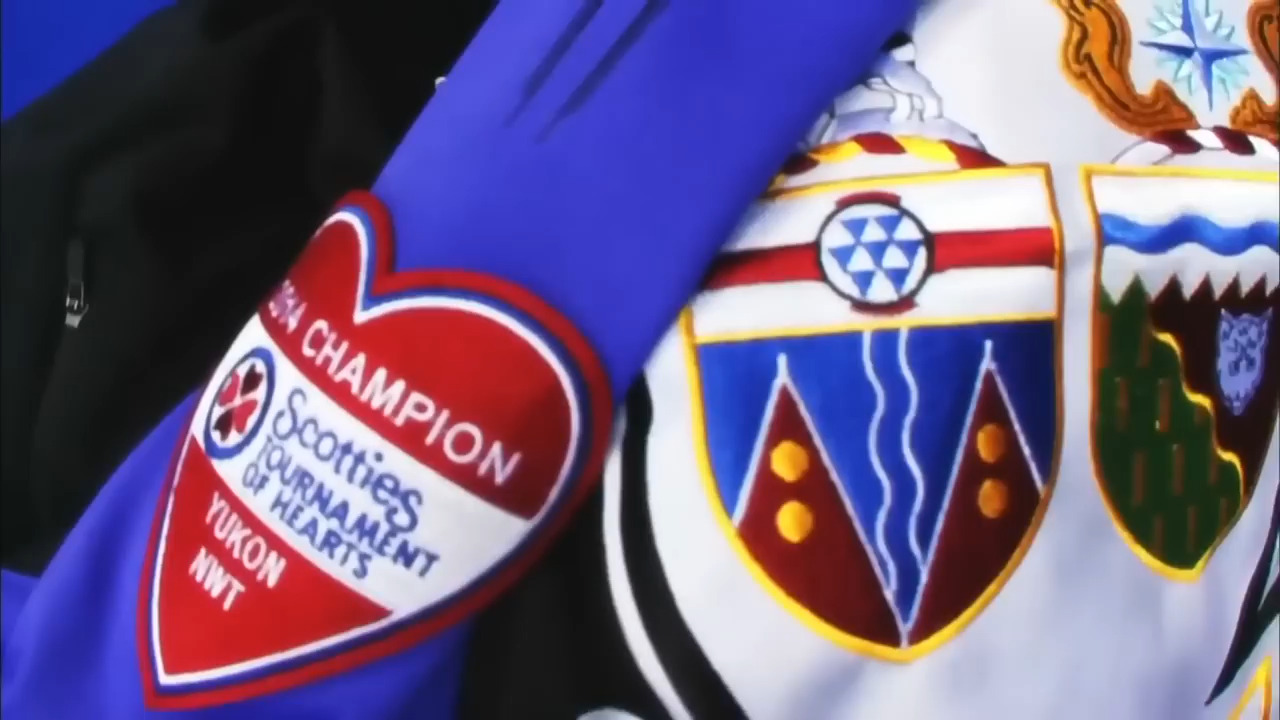 CHAMPION
Scotties
TOURNAMENT
OF HEARTS
YUKON
NWT